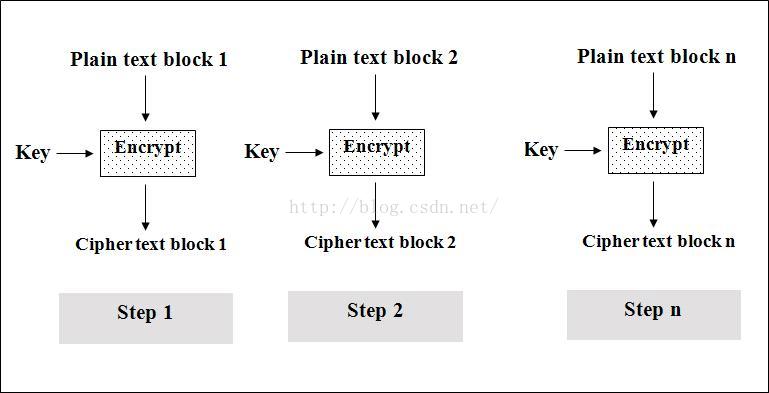 Plain text block 1
Plain text block 2
Plain text block n
Key
Encrypt
Key
Encrypt
Key
Encrypt
http://blog.csdn.net/
Cipher text block 1
Cipher text block 2
Cipher text block n
Step 1
Step 2
Step n